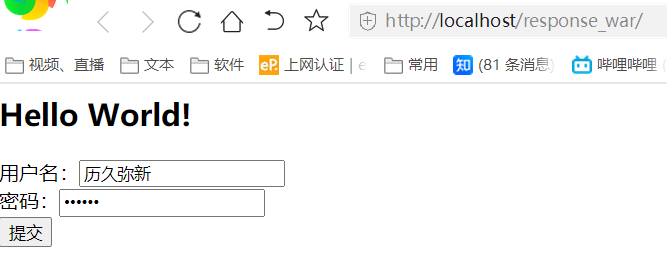 http://localhost/response_war/
视频、直播 文本 软件 eP. 上网认证 | e 常用 知 (81 条消息) 哔哩哔哩 (
Hello World!
用户名：历久弥新
密码：••••••
提交